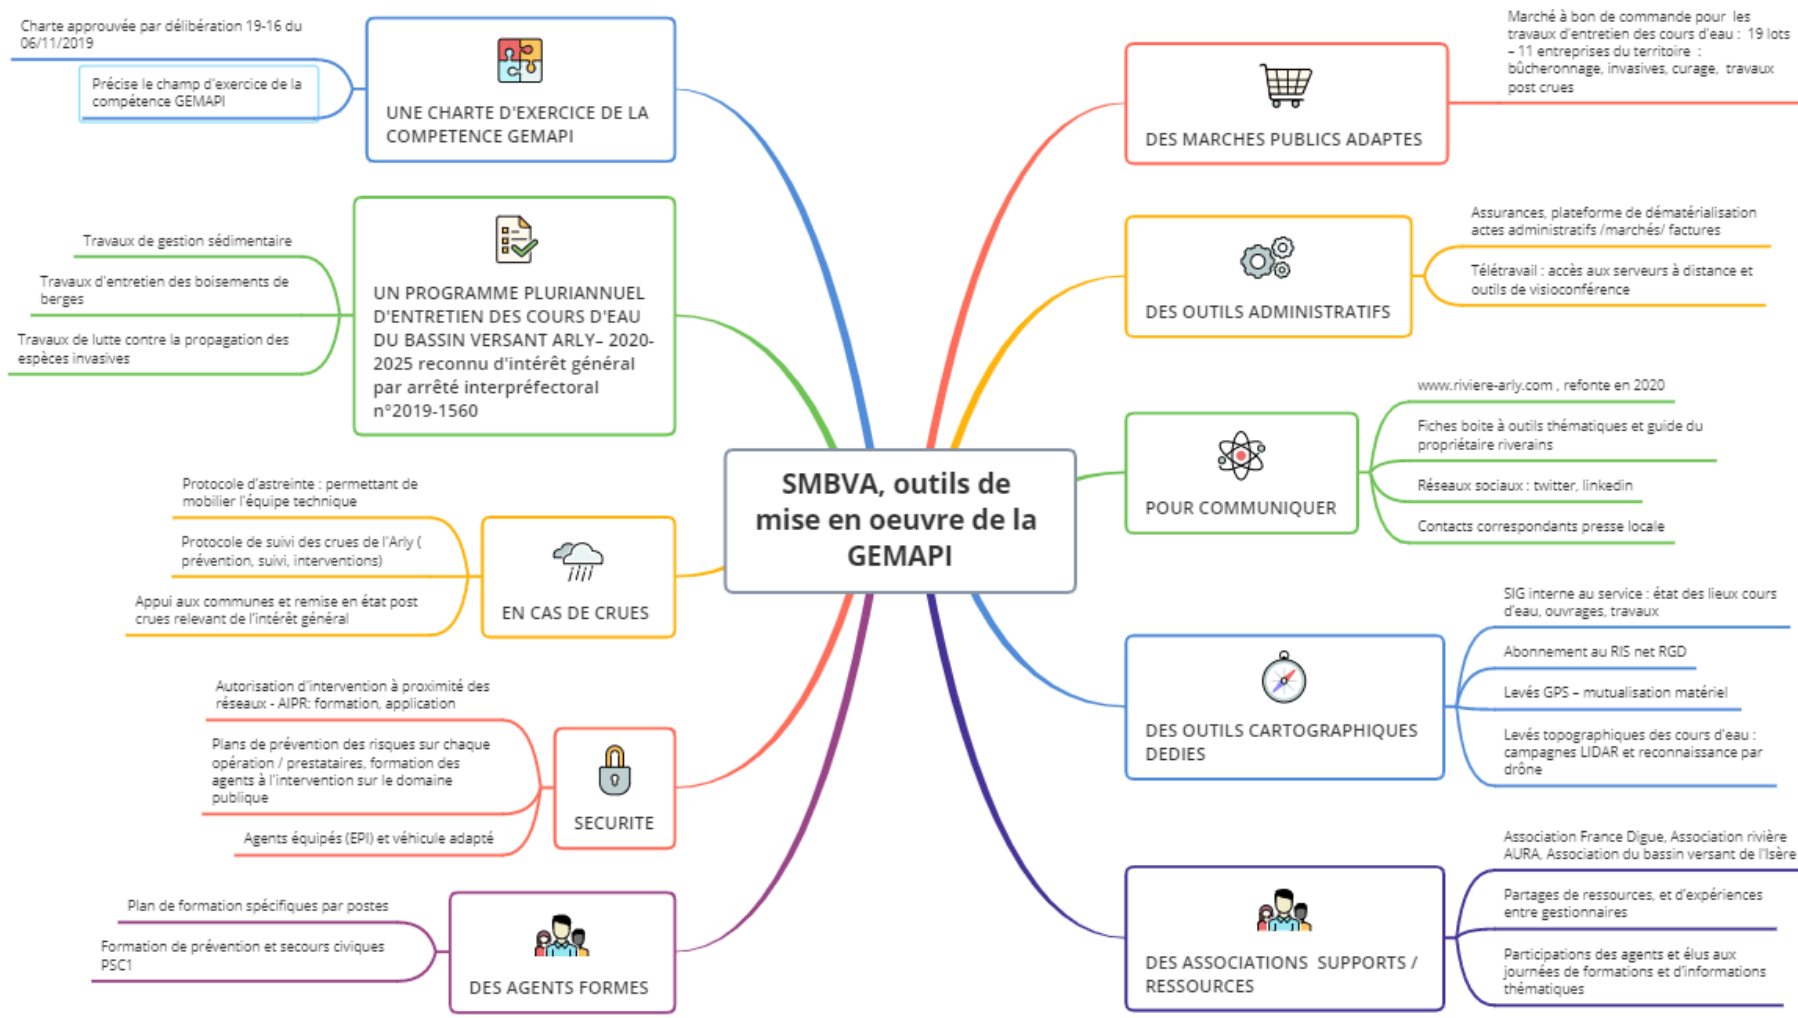 SMBVA, outils de
mise en oeuvre de la
GEMAPI
UNE CHARTE D'EXERCICE DE LA
COMPETENCE GEMAPI
Charte approuvée par délibération 19-16 du
06/11/2019
Précise le champ d'exercice de la
compétence GEMAPI
UN PROGRAMME PLURIANNUEL
D'ENTRETIEN DES COURS D'EAU
DU BASSIN VERSANT ARLY– 2020-
2025 reconnu d'intérêt général
par arrêté interpréfectoral
n°2019-1560
Travaux de gestion sédimentaire
Travaux d'entretien des boisements de
berges
Travaux de lutte contre la propagation des
espèces invasives
EN CAS DE CRUES
Protocole d'astreinte : permettant de
mobilier l'équipe technique
Protocole de suivi des crues de l'Arly (
prévention, suivi, interventions)
Appui aux communes et remise en état post
crues relevant de l'intérêt général
SECURITE
Autorisation d'intervention à proximité des
réseaux - AIPR: formation, application
Plans de prévention des risques sur chaque
opération / prestataires, formation des
agents à l'intervention sur le domaine
publique
Agents équipés (EPI) et véhicule adapté
DES AGENTS FORMES
Plan de formation spécifiques par postes
Formation de prévention et secours civiques
PSC1
DES MARCHES PUBLICS ADAPTES
Marché à bon de commande pour  les
travaux d'entretien des cours d'eau :  19 lots
– 11 entreprises du territoire  :
bûcheronnage, invasives, curage,  travaux
post crues
DES OUTILS ADMINISTRATIFS
Assurances, plateforme de dématérialisation
actes administratifs /marchés/ factures
Télétravail : accès aux serveurs à distance et
outils de visioconférence
POUR COMMUNIQUER
www.riviere-arly.com , refonte en 2020
Fiches boite à outils thématiques et guide du
propriétaire riverains
Réseaux sociaux : twitter, linkedin
Contacts correspondants presse locale
DES OUTILS CARTOGRAPHIQUES
DEDIES
SIG interne au service : état des lieux cours
d'eau, ouvrages, travaux
Abonnement au RIS net RGD
Levés GPS – mutualisation matériel
Levés topographiques des cours d'eau :
campagnes LIDAR et reconnaissance par
drône
DES ASSOCIATIONS  SUPPORTS /
RESSOURCES
Association France Digue, Association rivière
AURA, Association du bassin versant de l'Isère
Partages de ressources, et d'expériences
entre gestionnaires
Participations des agents et élus aux
journées de formations et d'informations
thématiques